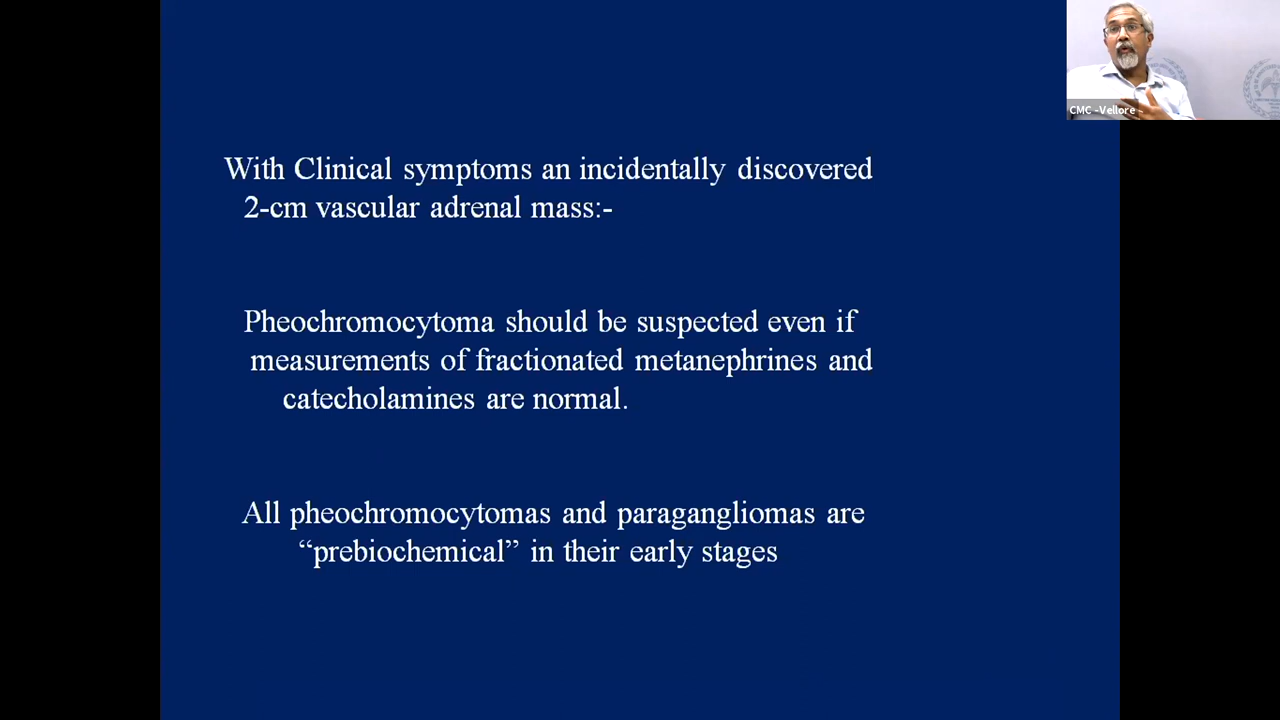 CMC -Vellore -
With Clinical symptoms an incidentally discovered
2-cm vascular adrenal mass:-
Pheochromocytoma should be suspected even if
measurements of fractionated metanephrines and
catecholamines are normal.
All pheochromocytomas and paragangliomas are
“prebiochemical” in their early stages